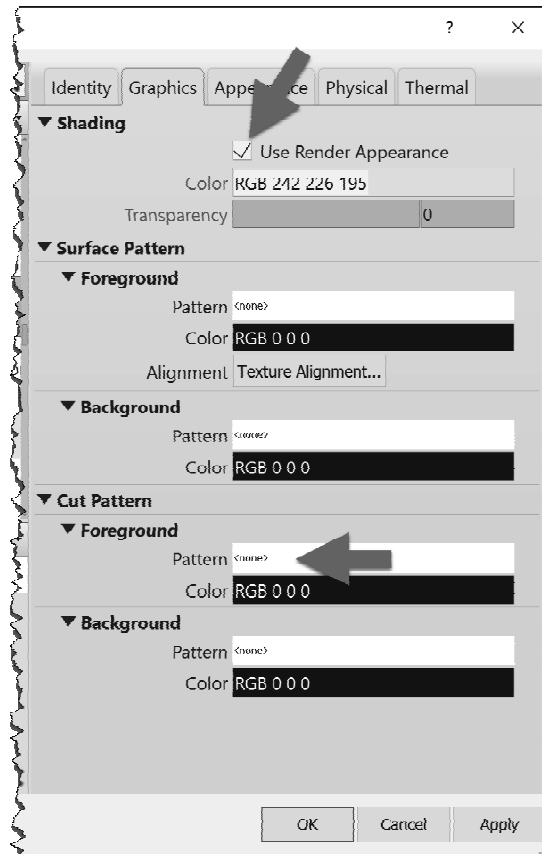 ? ×
Identity Graphics Appearance Physical Thermal
Shading
Use Render Appearance
Color RGB 242 226 195
Transparency 0
Surface Pattern
Foreground
Pattern <none>
Color RGB 0 0 0
Alignment Texture Alignment...
Background
Pattern <none>
Color RGB 0 0 0
Cut Pattern
Foreground
Pattern <none>
Color RGB 0 0 0
Background
Pattern <none>
Color RGB 0 0 0
OK Cancel Apply